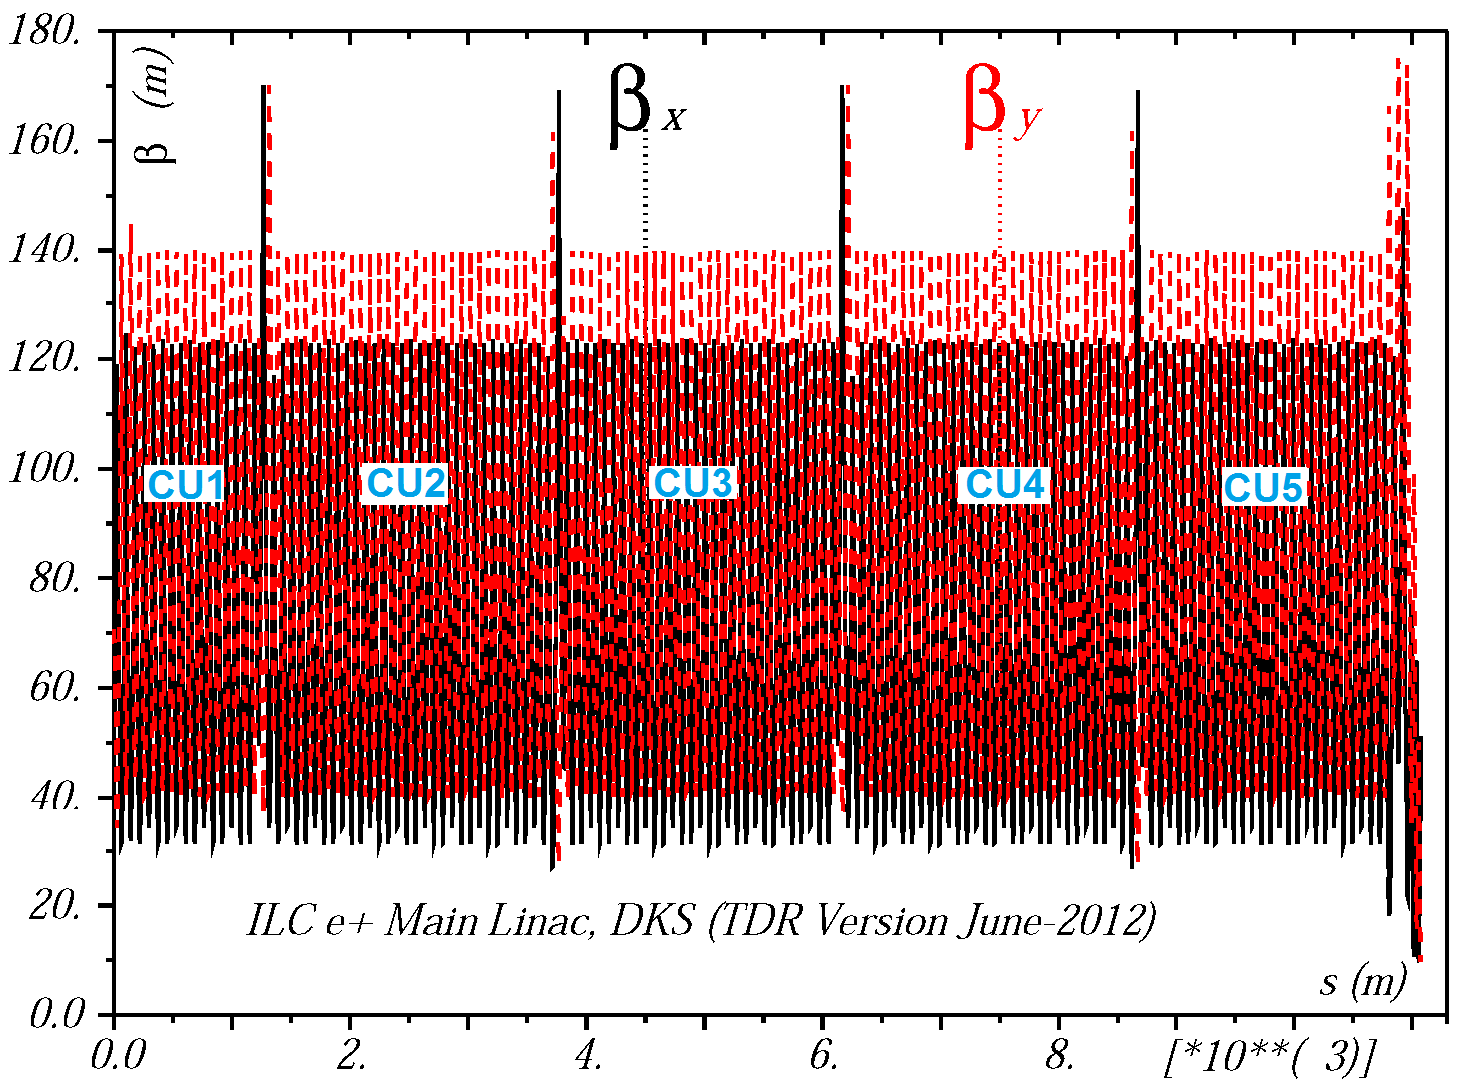 180.
160.
140.
120.
100.
80.
60.
40.
20.
0.0
β (m)
βx
βy
CU1 CU2 CU3 CU4 CU5
ILC e+ Main Linac, DKS (TDR Version June-2012)
s (m)
0.0 2. 4. 6. 8. [*10**( 3)]